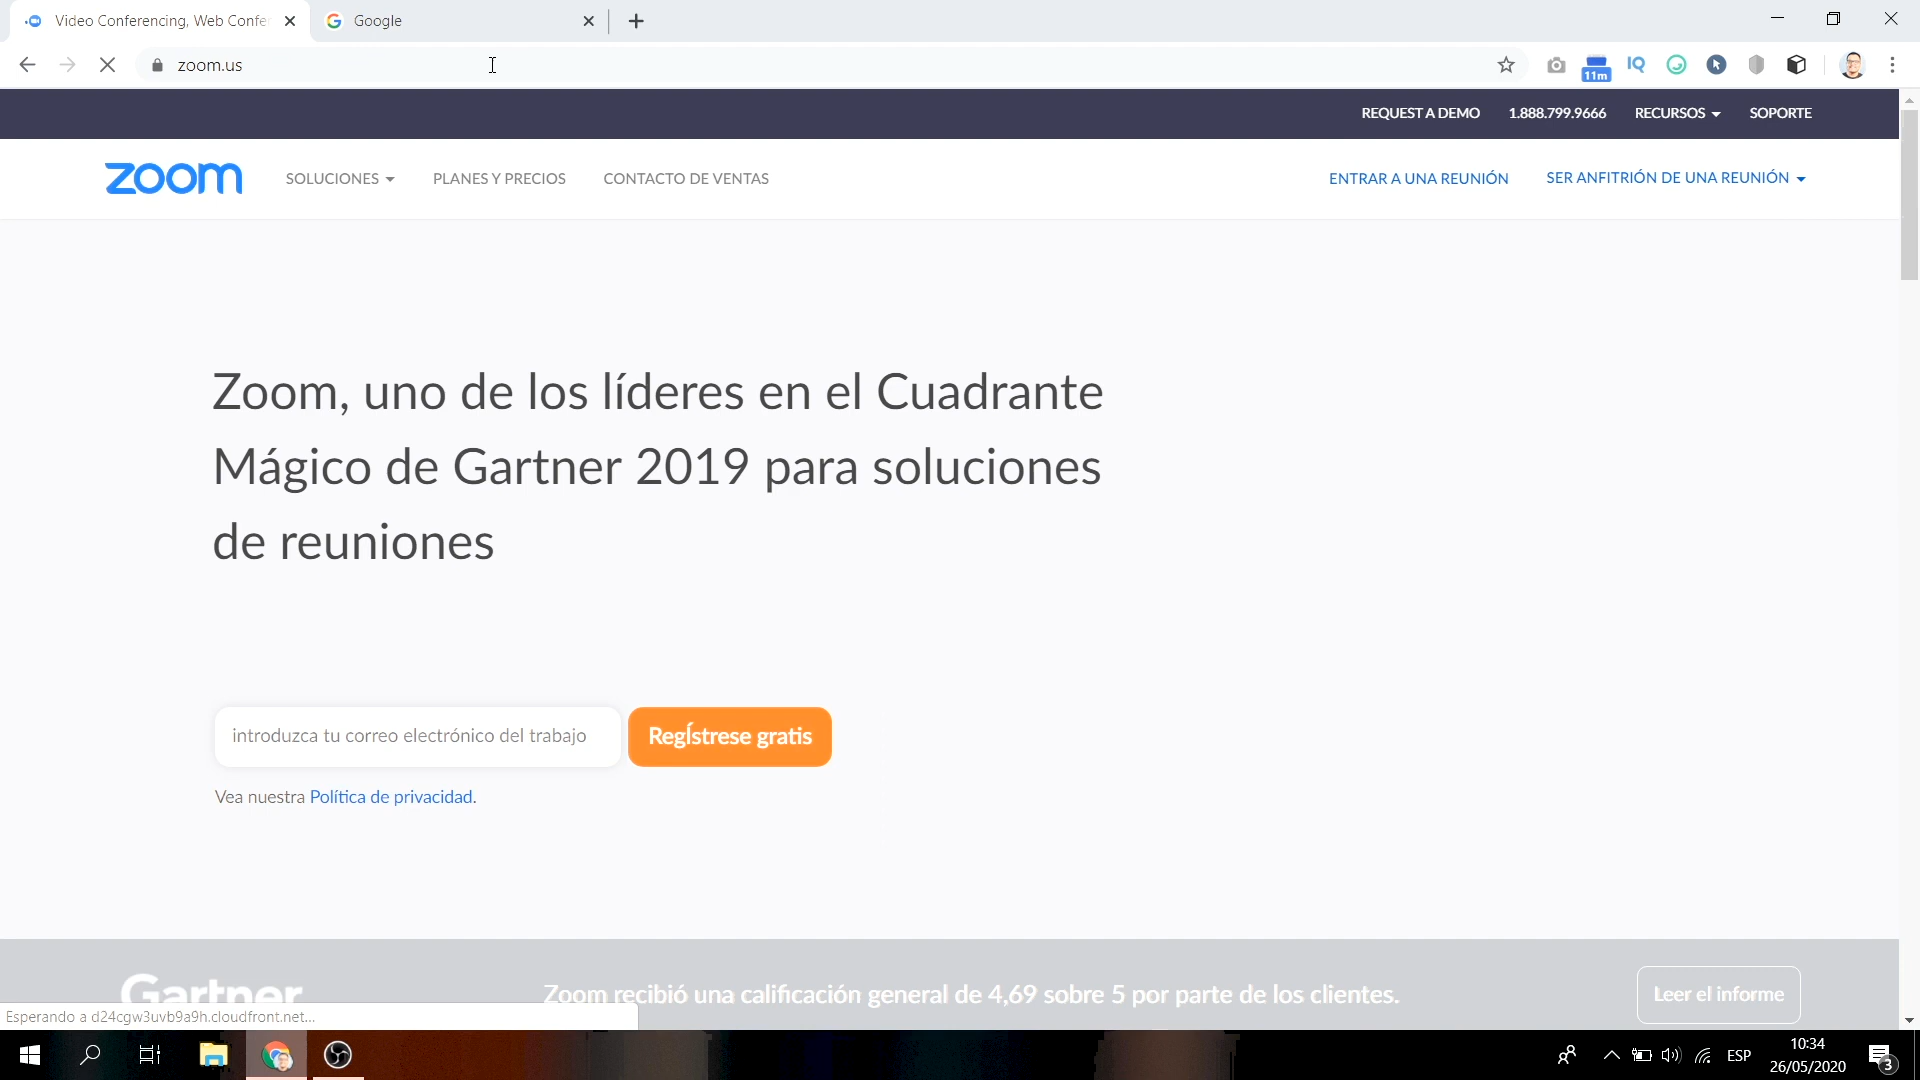 Video Conferencing, Web Confe
Google
zoom.us
11m
IQ
REQUEST A DEMO
1.888.799.9666
RECURSOS
SOPORTE
zoom
SOLUCIONES
PLANES Y PRECIOS
CONTACTO DE VENTAS
ENTRAR A UNA REUNIÓN
SER ANFITRIÓN DE UNA REUNIÓN
Zoom, uno de los líderes en el Cuadrante
Mágico de Gartner 2019 para soluciones
de reuniones
introduzca tu correo electrónico del trabajo
RegÍstrese gratis
Vea nuestra Política de privacidad.
Gartner
Zoom recibió una calificación general de 4,69 sobre 5 por parte de los clientes.
Leer el informe
Esperando a d24cgw3uvb9a9h.cloudfront.net...
ESP
10:34
26/05/2020
3